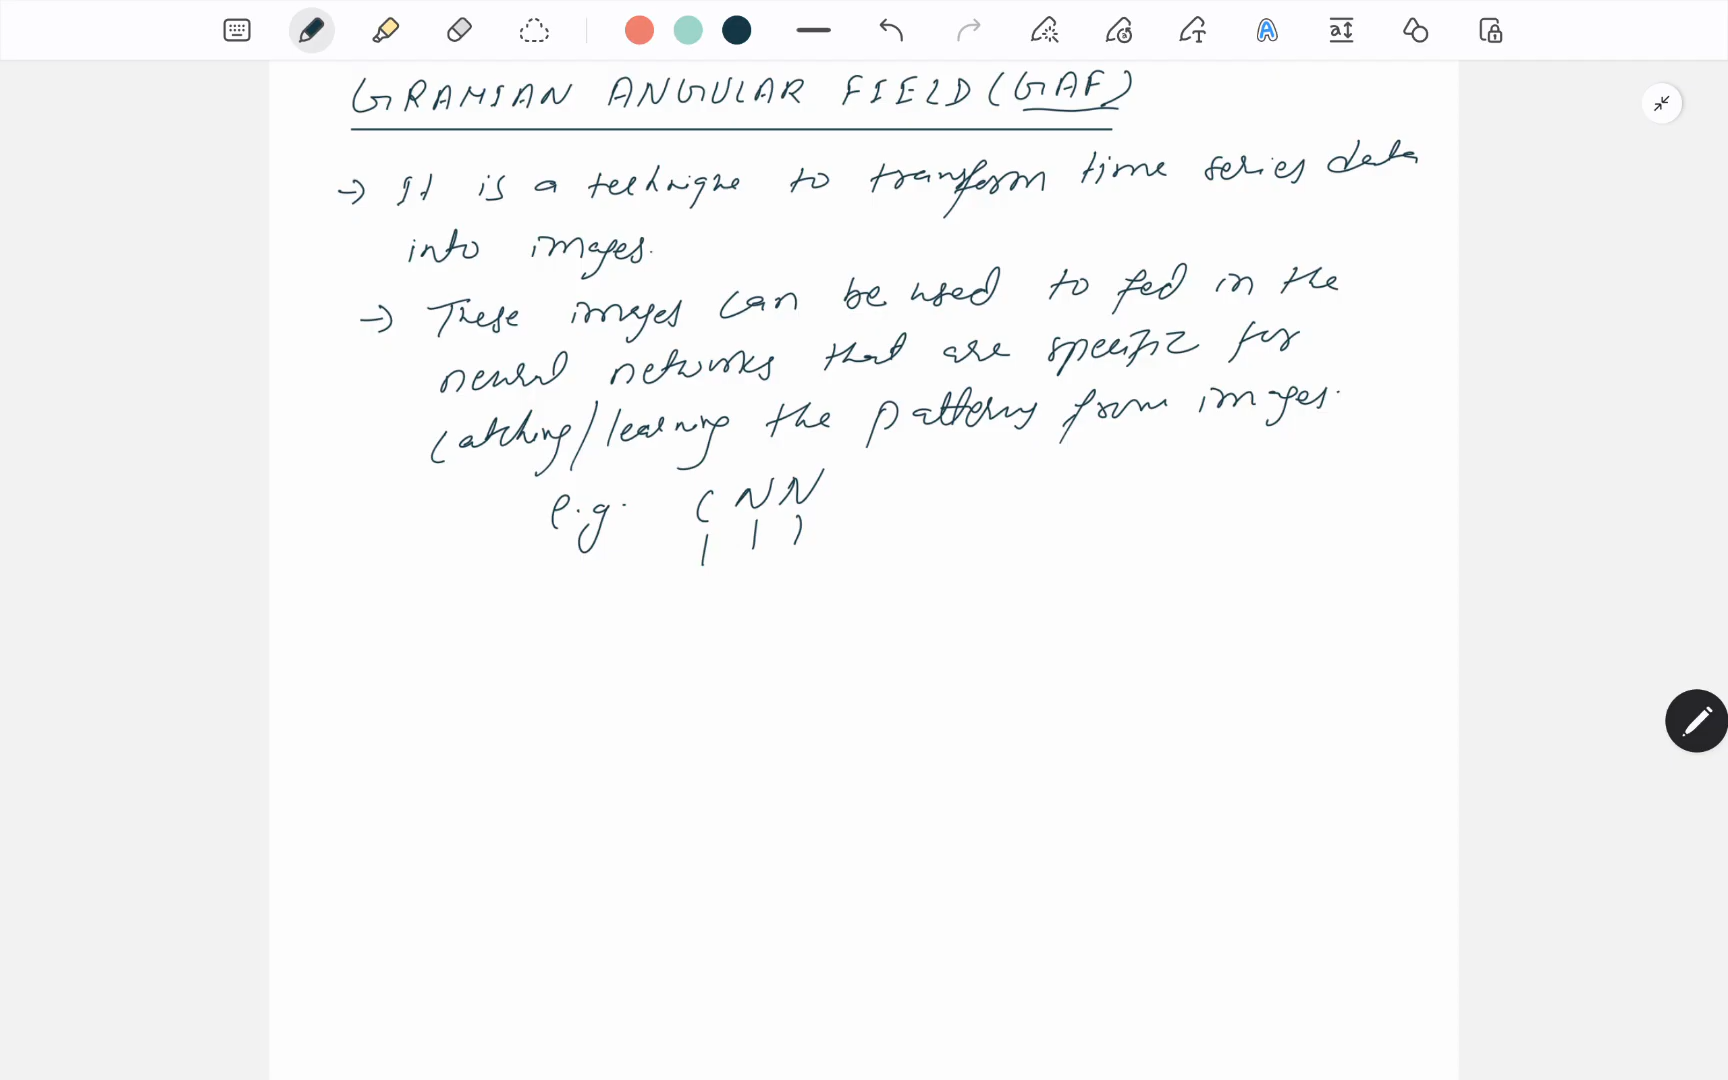 GRAMIAN ANGULAR FIELD (GAF)
→ It is a technique to transform time series data
into images.
→ These images can be used to fed in the
neural networks that are specific for
Catching/learning the patterns from images.
e.g. CNN